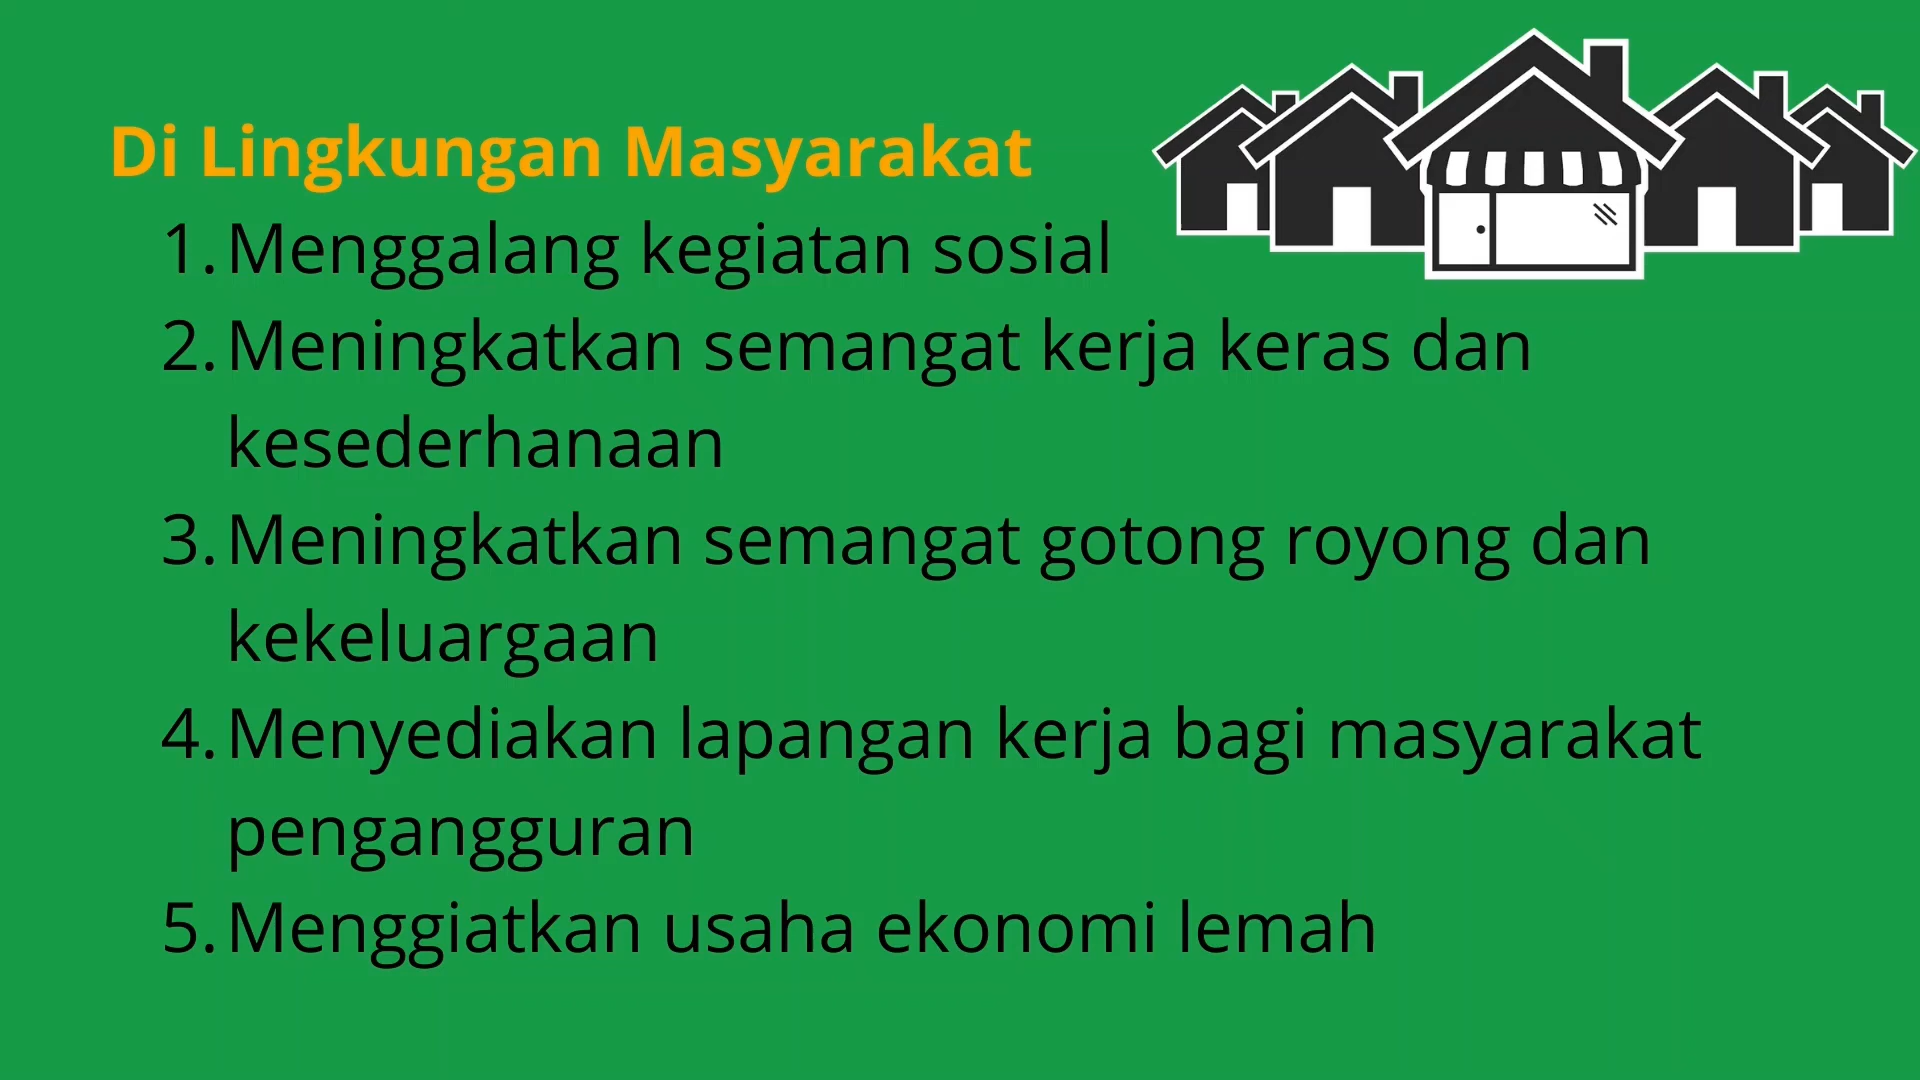 Di Lingkungan Masyarakat
1. Menggalang kegiatan sosial
2. Meningkatkan semangat kerja keras dan
kesederhanaan
3. Meningkatkan semangat gotong royong dan
kekeluargaan
4. Menyediakan lapangan kerja bagi masyarakat
pengangguran
5. Menggiatkan usaha ekonomi lemah